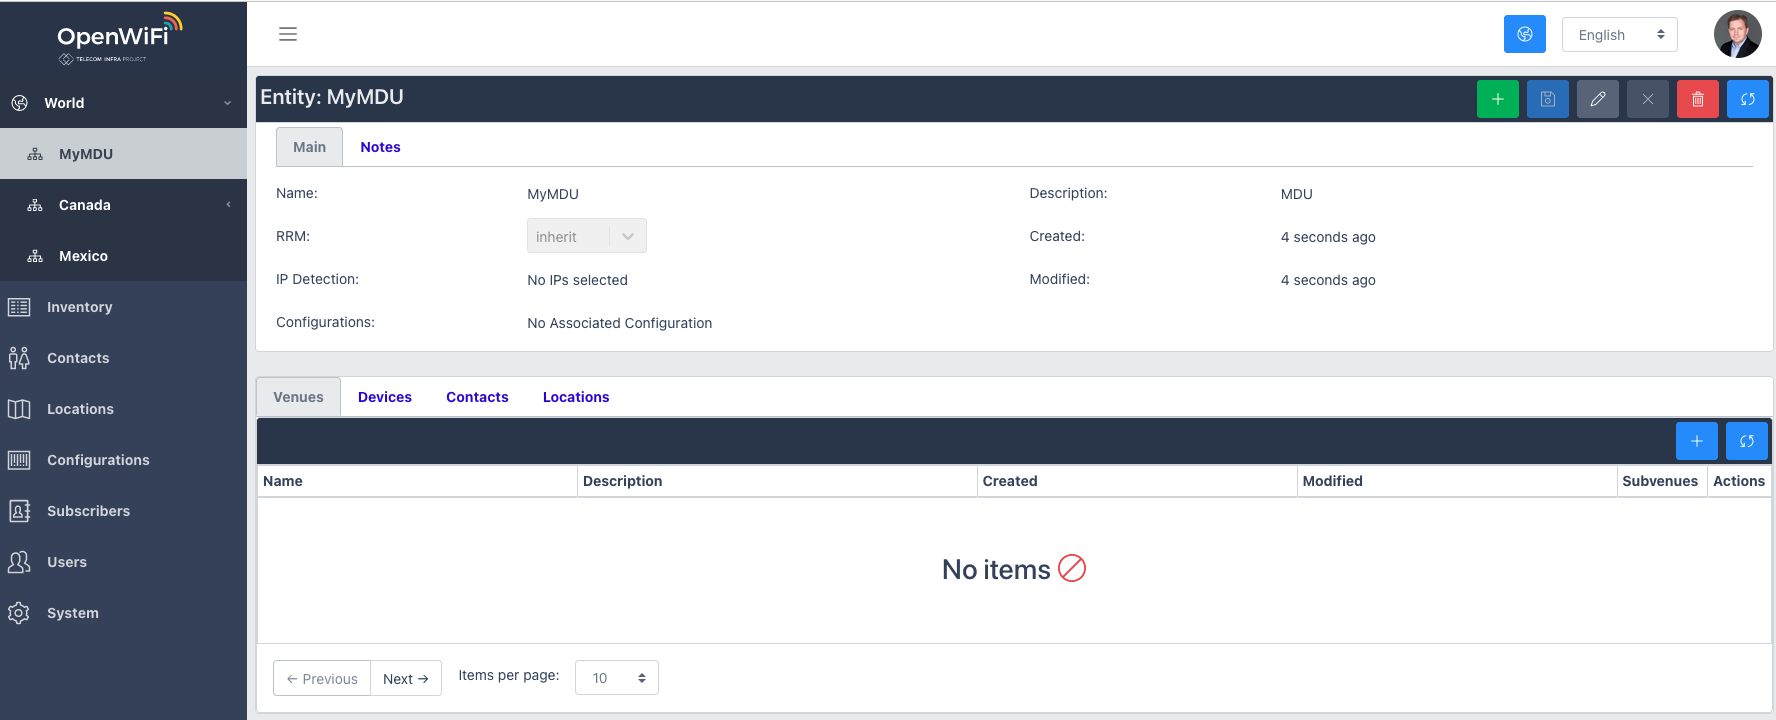 OpenWiFi
TELECOM INFRA PROJECT
English
World
MyMDU
Canada
Mexico
Inventory
Contacts
Locations
Configurations
Subscribers
Users
System
Entity: MyMDU
Main Notes
Name: MyMDU Description: MDU
RRM: inherit Created: 4 seconds ago
IP Detection: No IPs selected Modified: 4 seconds ago
Configurations: No Associated Configuration
Venues Devices Contacts Locations
Name Description Created Modified Subvenues Actions
No items
← Previous Next → Items per page: 10